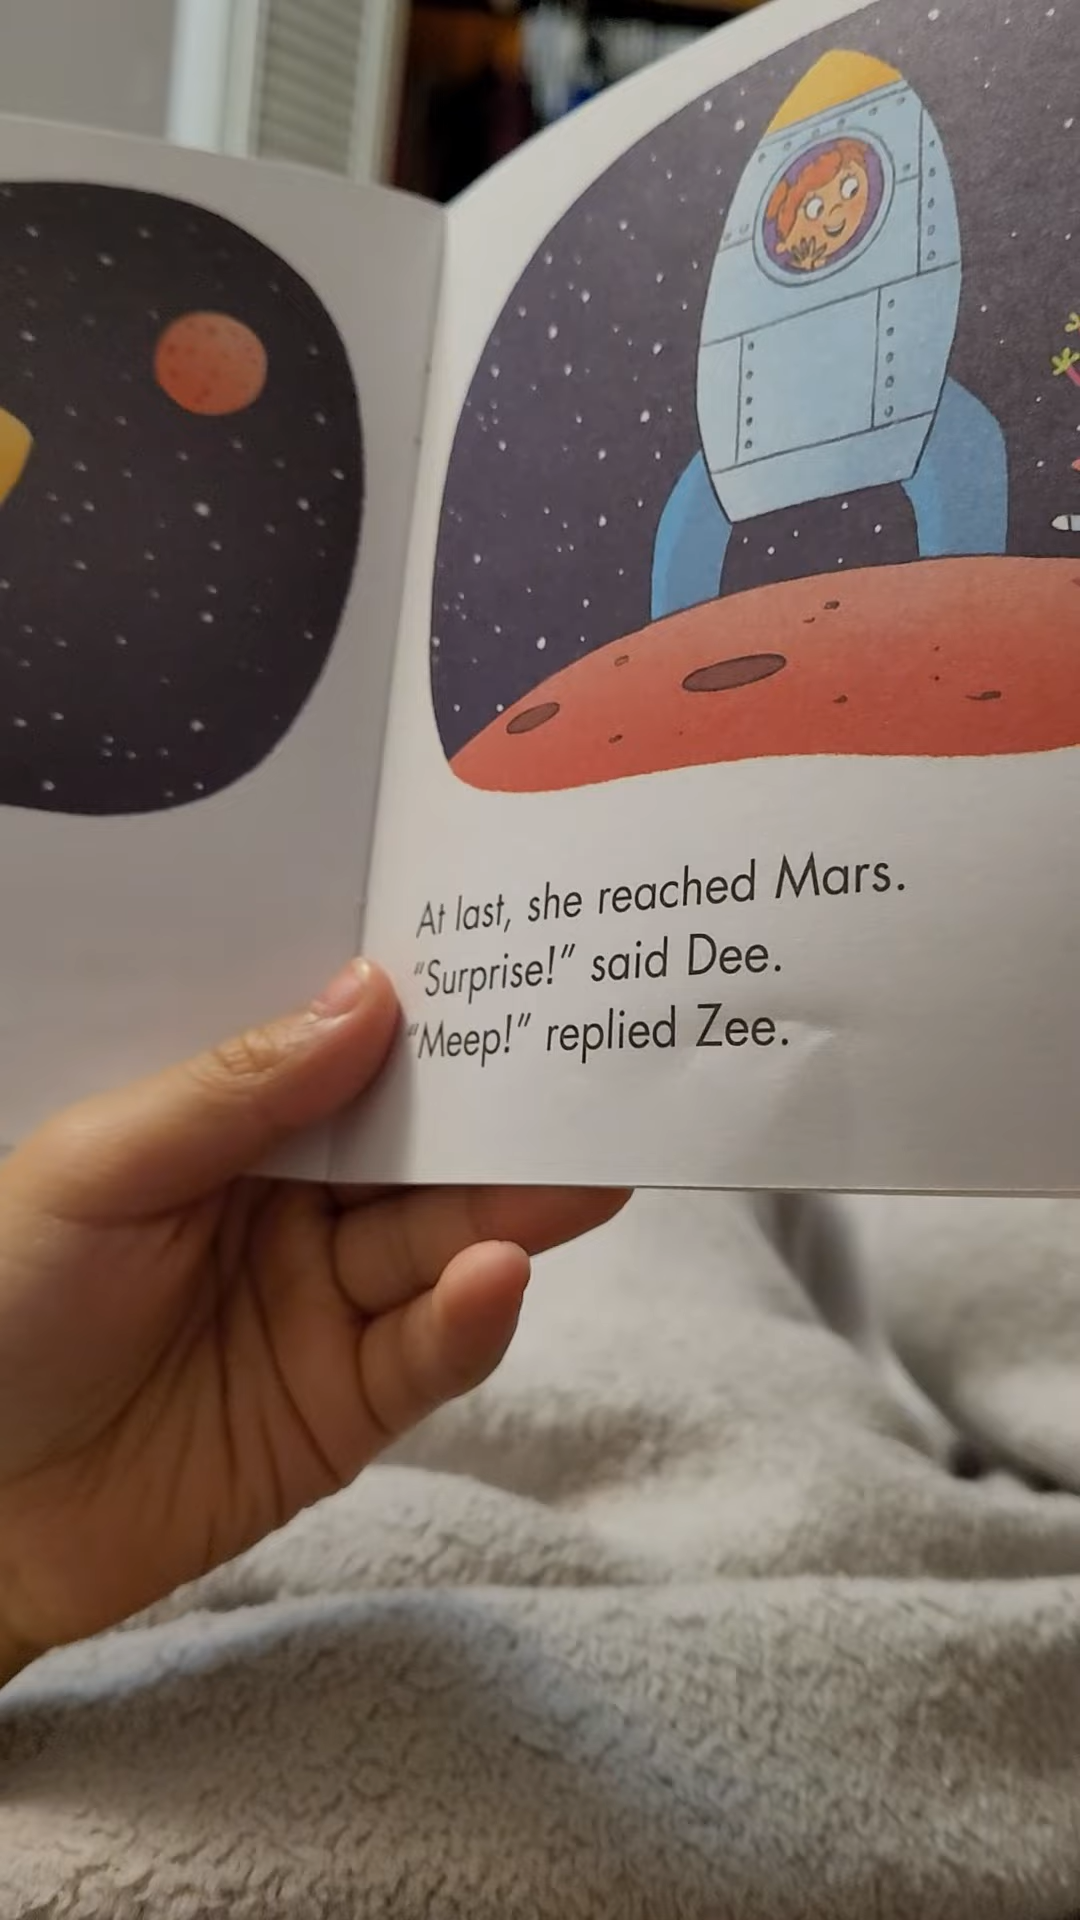 At last, she reached Mars.
“Surprise!” said Dee.
“Meep!” replied Zee.